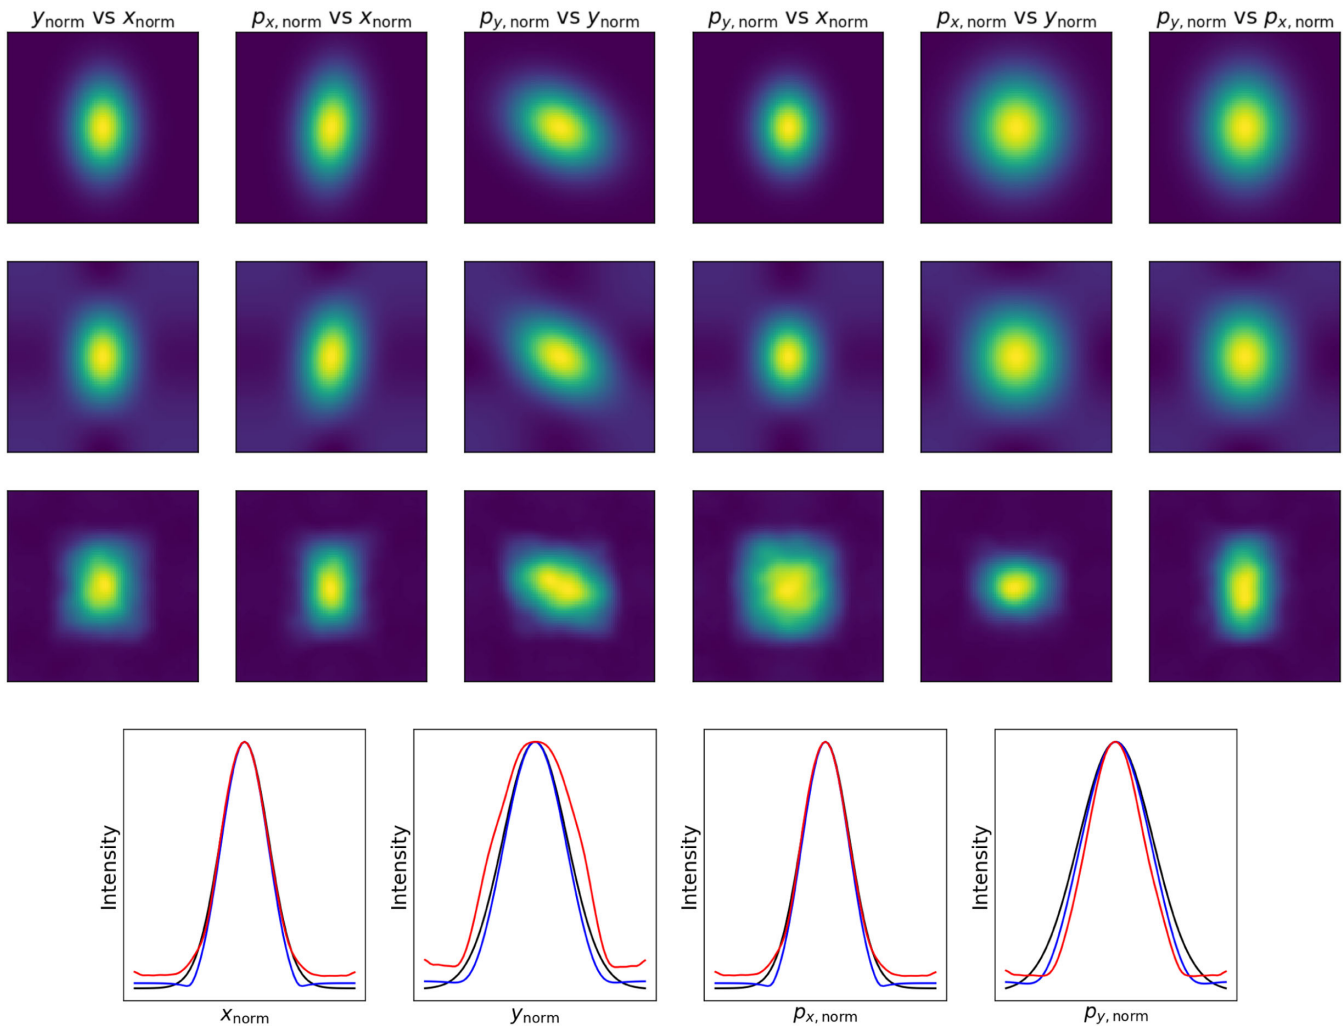 y_norm vs x_norm
p_x, norm vs x_norm
p_y, norm vs y_norm
p_y, norm vs x_norm
p_x, norm vs y_norm
p_y, norm vs p_x, norm
Intensity
x_norm
Intensity
y_norm
Intensity
p_x, norm
Intensity
p_y, norm